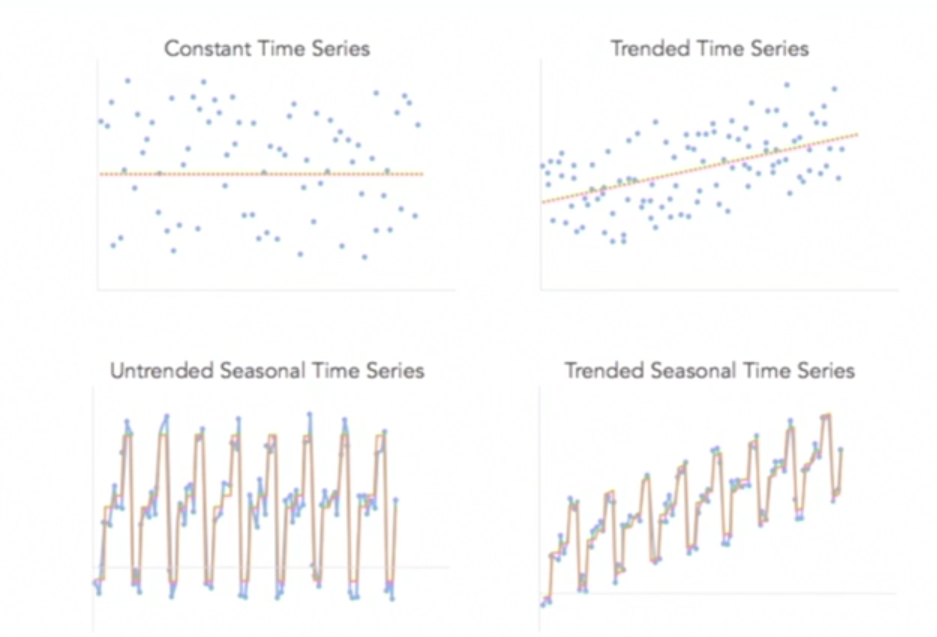 Constant Time Series
Trended Time Series
Untrended Seasonal Time Series
Trended Seasonal Time Series